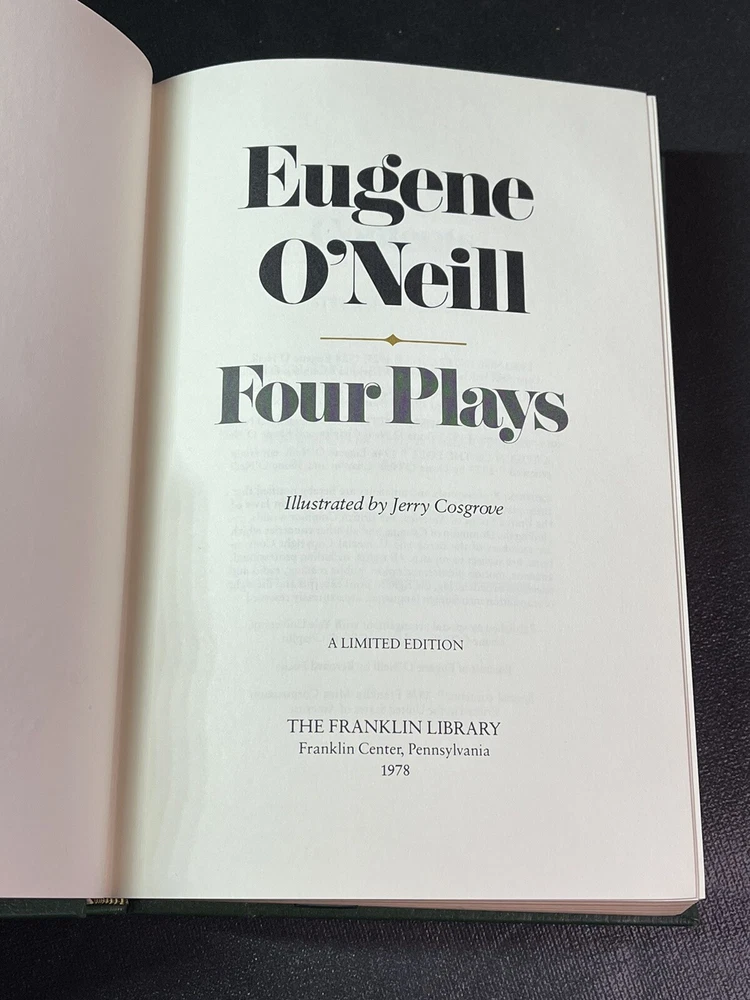 Eugene
O'Neill
Four Plays
Illustrated by Jerry Cosgrove
A LIMITED EDITION
THE FRANKLIN LIBRARY
Franklin Center, Pennsylvania
1978